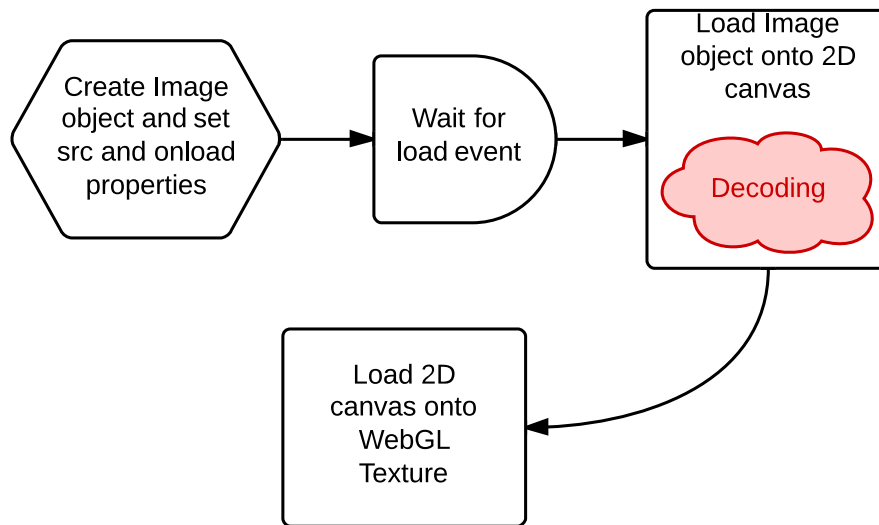 Create Image
object and set
src and onload
properties
Wait for
load event
Load Image
object onto 2D
canvas
Decoding
Load 2D
canvas onto
WebGL
Texture